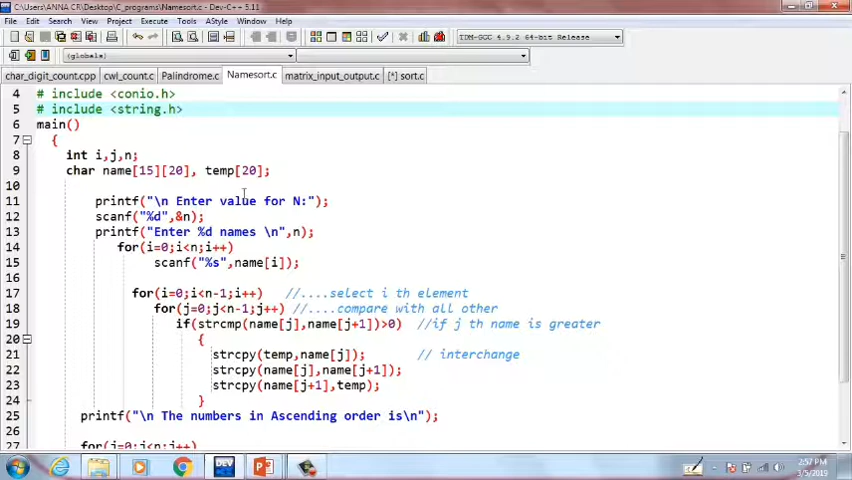 C:\Users\ANNA CR\Desktop\C_programs\Namesort.c - Dev-C++ 5.11
File Edit Search View Project Execute Tools AStyle Window Help
TDM-GCC 4.9.2 64-bit Release
(globals)
char_digit_count.cpp cwl_count.c Palindrome.c Namesort.c matrix_input_output.c [*] sort.c
4 # include <conio.h>
5 # include <string.h>
6 main()
7 {
8 int i,j,n;
9 char name[15][20], temp[20];
10
11 printf("\n Enter value for N:");
12 scanf("%d",&n);
13 printf("Enter %d names \n",n);
14 for(i=0;i<n;i++)
15 scanf("%s",name[i]);
16
17 for(i=0;i<n-1;i++) //....select i th element
18 for(j=0;j<n-1;j++) //....compare with all other
19 if(strcmp(name[j],name[j+1])>0) //if j th name is greater
20 {
21 strcpy(temp,name[j]); // interchange
22 strcpy(name[j],name[j+1]);
23 strcpy(name[j+1],temp);
24 }
25 printf("\n The numbers in Ascending order is\n");
26
27 for(i=0;i<n;i++)
DEV
2:57 PM
3/5/2019